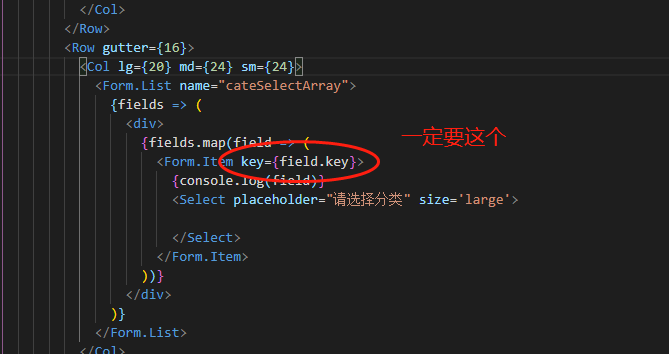 </Col>
</Row>
<Row gutter={16}>
<Col lg={20} md={24} sm={24}>
<Form.List name="cateSelectArray">
{fields => (
<div>
{fields.map(field => (
<Form.Item key={field.key}>
{console.log(field)}
<Select placeholder="请选择分类" size='large'>
</Select>
</Form.Item>
))}
</div>
)}
</Form.List>
</Col>
一定要这个